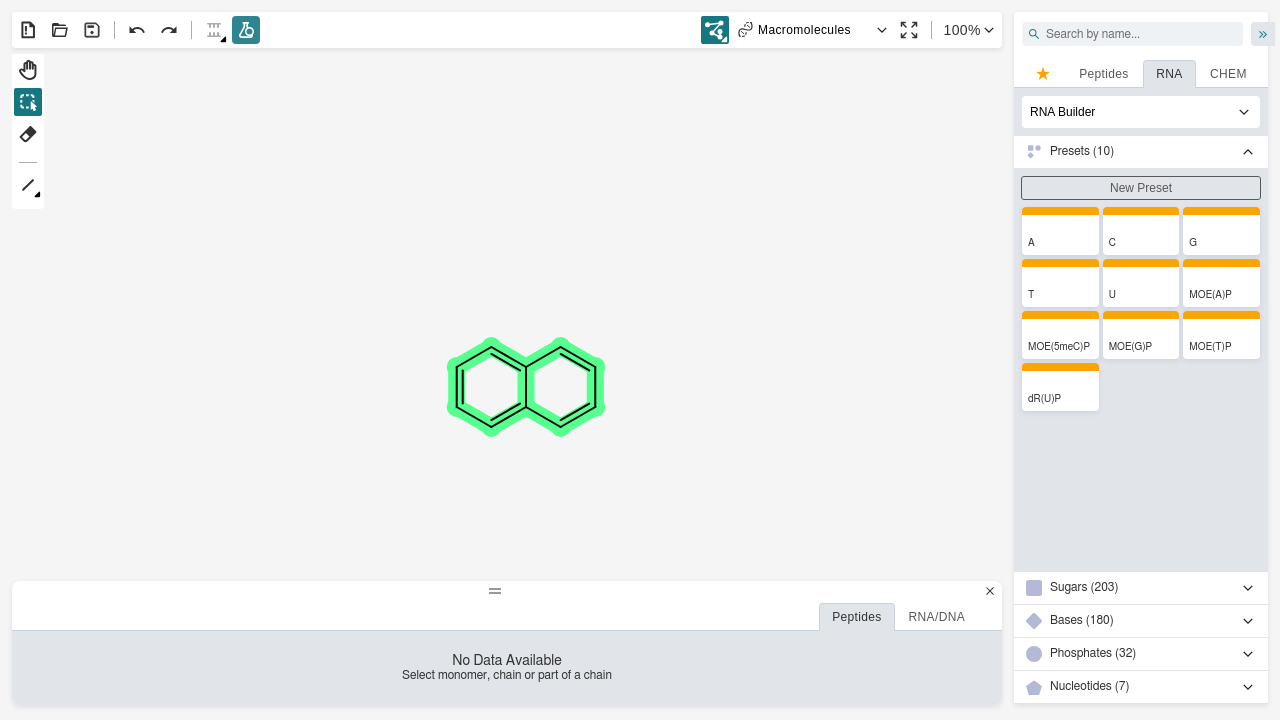 Macromolecules
100%
Search by name...
Peptides
RNA
CHEM
RNA Builder
Presets (10)
New Preset
A
C
G
T
U
MOE(A)P
MOE(5meC)P
MOE(G)P
MOE(T)P
dR(U)P
Sugars (203)
Bases (180)
Phosphates (32)
Nucleotides (7)
Peptides
RNA/DNA
No Data Available
Select monomer, chain or part of a chain